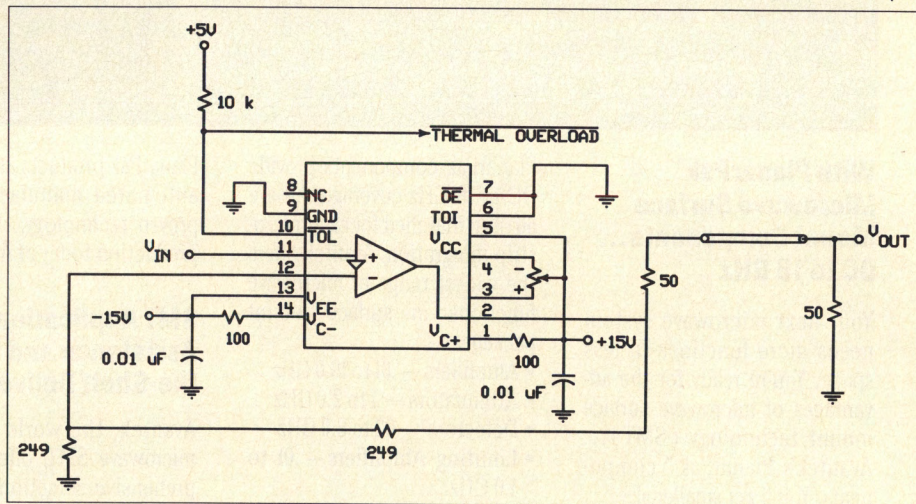 +5V
10 k
THERMAL OVERLOAD
8 NC
9 GND
10 TOL
11 +
12 -
13 VEE
14 VC-
OE 7
TOI 6
VCC 5
4
+ 3
2
VC+ 1
VIN
-15V
100
0.01 uF
100
+15V
0.01 uF
50
VOUT
50
249
249